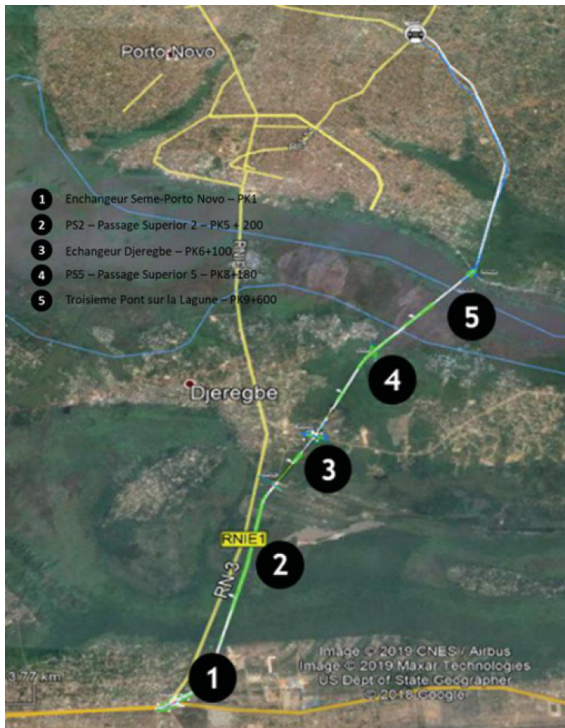 Porto Novo
1 Enchangeur Seme-Porto Novo – PK1
2 PS2 – Passage Superior 2 – PK5 + 200
3 Echangeur Djeregbe – PK6+100
4 PS5 – Passage Superior 5 – PK8+180
5 Troisieme Pont sur la Lagune – PK9+600
RNIE
5
4
Djeregbe
3
RNIE1
2
RN-3
1
3.77 km
Image © 2019 CNES / Airbus
Image © 2019 Maxar Technologies
US Dept of State Geographer
© 2018 Google